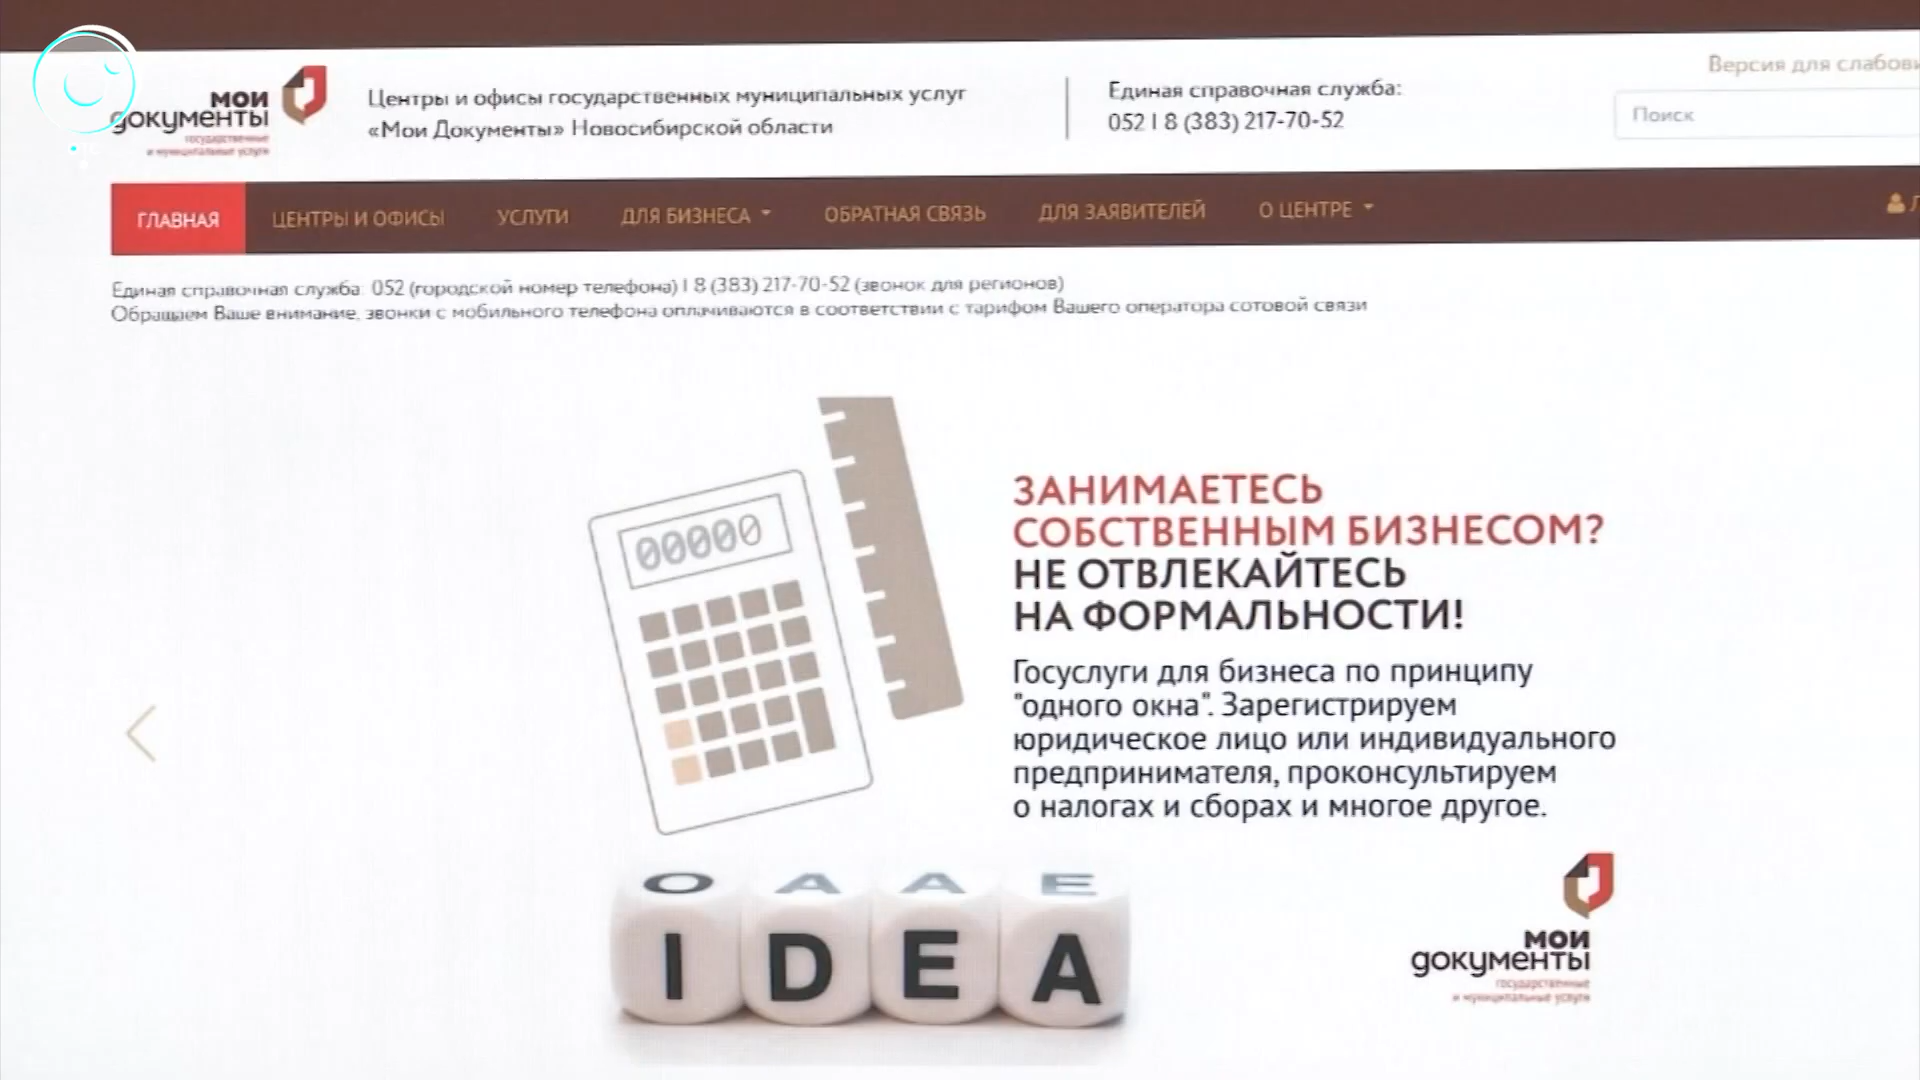 Версия для слабови
мои
документы
государственные
и муниципальные услуги
Центры и офисы государственных муниципальных услуг
«Мои Документы» Новосибирской области
Единая справочная служба:
052 I 8 (383) 217-70-52
Поиск
ГЛАВНАЯ
ЦЕНТРЫ И ОФИСЫ
УСЛУГИ
ДЛЯ БИЗНЕСА
ОБРАТНАЯ СВЯЗЬ
ДЛЯ ЗАЯВИТЕЛЕЙ
О ЦЕНТРЕ
Единая справочная служба: 052 (городской номер телефона) I 8 (383) 217-70-52 (звонок для регионов)
Обращаем Ваше внимание, звонки с мобильного телефона оплачиваются в соответствии с тарифом Вашего оператора сотовой связи
00000
ЗАНИМАЕТЕСЬ
СОБСТВЕННЫМ БИЗНЕСОМ?
НЕ ОТВЛЕКАЙТЕСЬ
НА ФОРМАЛЬНОСТИ!
Госуслуги для бизнеса по принципу
"одного окна". Зарегистрируем
юридическое лицо или индивидуального
предпринимателя, проконсультируем
о налогах и сборах и многое другое.
O A A E
I D E A
мои
документы
государственные
и муниципальные услуги